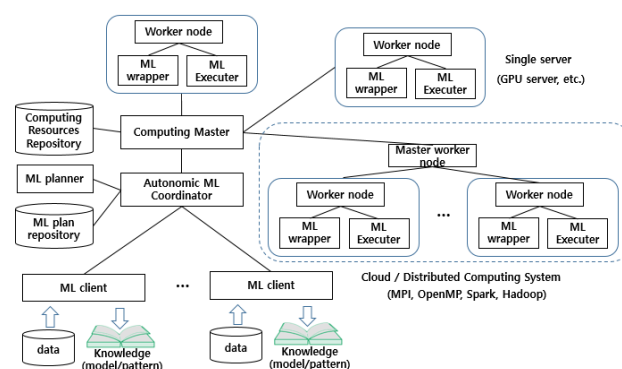 Worker node
ML
wrapper
ML
Executer
Worker node
ML
wrapper
ML
Executer
Single server
(GPU server, etc.)
Computing
Resources
Repository
Computing Master
Master worker
node
ML planner
Autonomic ML
Coordinator
ML plan
repository
Worker node
ML
wrapper
ML
Executer
...
Worker node
ML
wrapper
ML
Executer
Cloud / Distributed Computing System
(MPI, OpenMP, Spark, Hadoop)
ML client
...
ML client
data
Knowledge
(model/pattern)
data
Knowledge
(model/pattern)